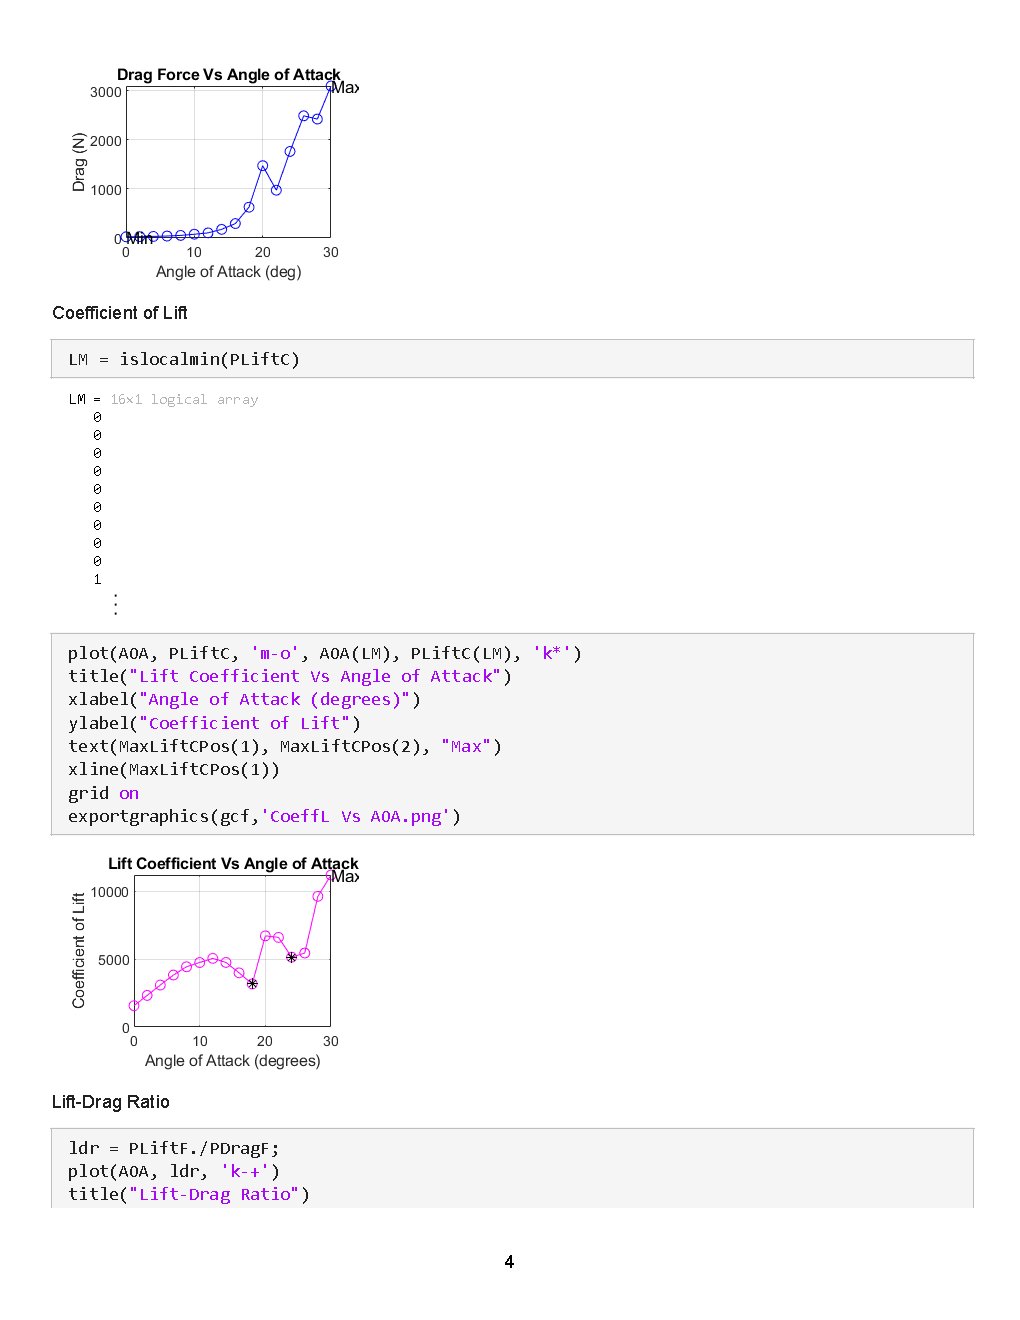 Drag Force Vs Angle of Attack
Max
3000
2000
1000
0
Min
Drag (N)
0 10 20 30
Angle of Attack (deg)
Coefficient of Lift
LM = islocalmin(PLiftC)
LM = 16×1 logical array
0
0
0
0
0
0
0
0
0
1
⋮
plot(AOA, PLiftC, 'm-o', AOA(LM), PLiftC(LM), 'k*')
title("Lift Coefficient Vs Angle of Attack")
xlabel("Angle of Attack (degrees)")
ylabel("Coefficient of Lift")
text(MaxLiftCPos(1), MaxLiftCPos(2), "Max")
xline(MaxLiftCPos(1))
grid on
exportgraphics(gcf,'CoeffL Vs AOA.png')
Lift Coefficient Vs Angle of Attack
Max
10000
5000
0
Coefficient of Lift
0 10 20 30
Angle of Attack (degrees)
Lift-Drag Ratio
ldr = PLiftF./PDragF;
plot(AOA, ldr, 'k-+')
title("Lift-Drag Ratio")
4